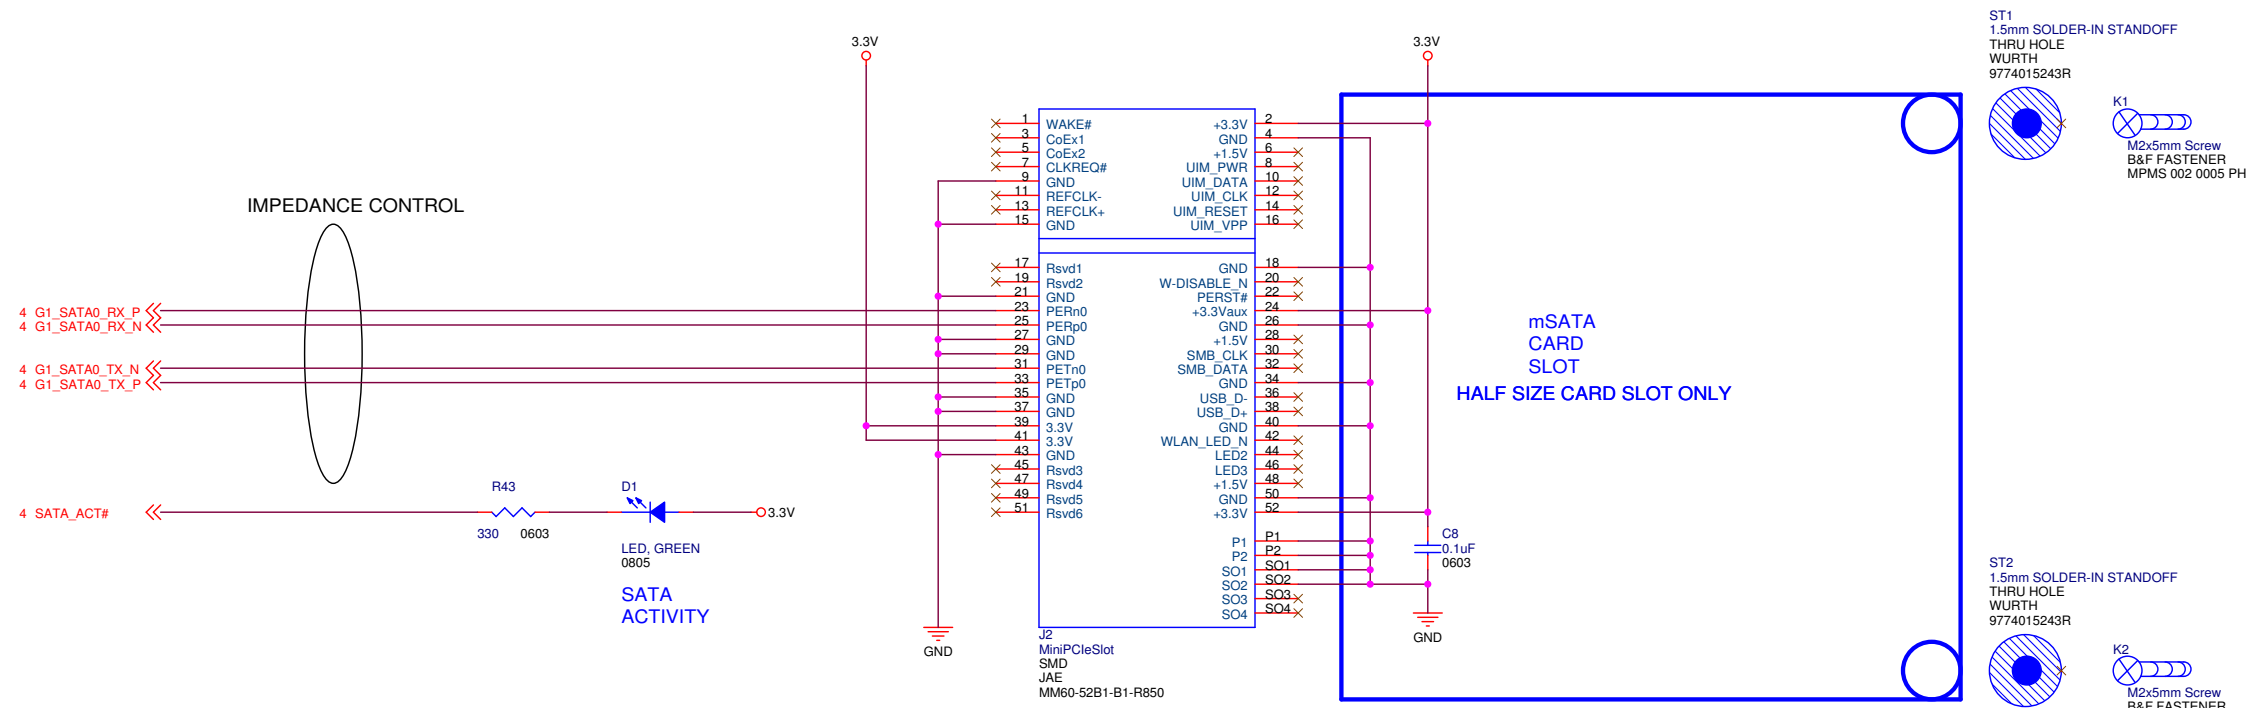 ST1
1.5mm SOLDER-IN STANDOFF
THRU HOLE
WURTH
9774015243R
K1
M2x5mm Screw
B&F FASTENER
MPMS 002 0005 PH
3.3V
3.3V
IMPEDANCE CONTROL
1 WAKE# +3.3V 2
3 CoEx1 GND 4
5 CoEx2 +1.5V 6
7 CLKREQ# UIM_PWR 8
9 GND UIM_DATA 10
11 REFCLK- UIM_CLK 12
13 REFCLK+ UIM_RESET 14
15 GND UIM_VPP 16
17 Rsvd1 GND 18
19 Rsvd2 W-DISABLE_N 20
21 GND PERST# 22
4 G1_SATA0_RX_P 23 PERn0 +3.3Vaux 24
4 G1_SATA0_RX_N 25 PERp0 GND 26
27 GND +1.5V 28
29 GND SMB_CLK 30
4 G1_SATA0_TX_N 31 PETn0 SMB_DATA 32
4 G1_SATA0_TX_P 33 PETp0 GND 34
35 GND USB_D- 36
37 GND USB_D+ 38
39 3.3V GND 40
41 3.3V WLAN_LED_N 42
43 GND LED2 44
45 Rsvd3 LED3 46
47 Rsvd4 +1.5V 48
49 Rsvd5 GND 50
51 Rsvd6 +3.3V 52
P1 P1
P2 P2
SO1 SO1
SO2 SO2
SO3 SO3
SO4 SO4
mSATA
CARD
SLOT
HALF SIZE CARD SLOT ONLY
4 SATA_ACT#
R43
330 0603
D1
3.3V
LED, GREEN
0805
SATA
ACTIVITY
C8
0.1uF
0603
GND
GND
J2
MiniPCIeSlot
SMD
JAE
MM60-52B1-B1-R850
ST2
1.5mm SOLDER-IN STANDOFF
THRU HOLE
WURTH
9774015243R
K2
M2x5mm Screw
B&F FASTENER